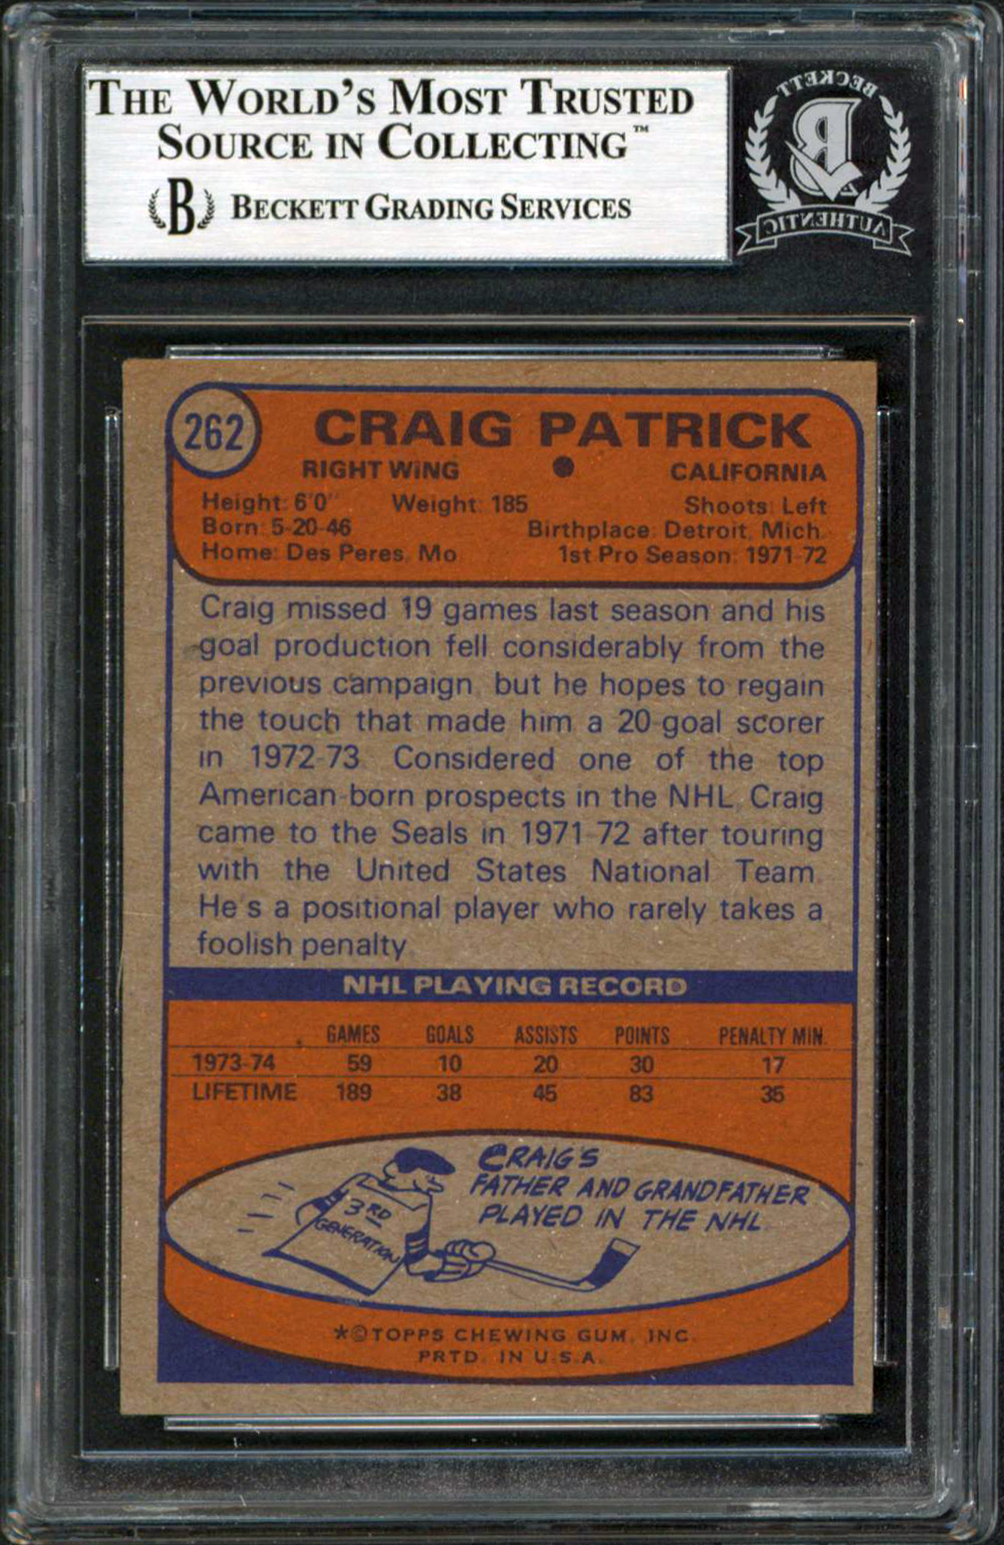 THE WORLD'S MOST TRUSTED
SOURCE IN COLLECTING™
B BECKETT GRADING SERVICES
BECKETT
B
AUTHENTIC
262
CRAIG PATRICK
RIGHT WING ● CALIFORNIA
Height: 6'0" Weight: 185 Shoots: Left
Born: 5-20-46 Birthplace: Detroit, Mich.
Home: Des Peres, Mo 1st Pro Season: 1971-72
Craig missed 19 games last season and his
goal production fell considerably from the
previous campaign, but he hopes to regain
the touch that made him a 20-goal scorer
in 1972-73. Considered one of the top
American-born prospects in the NHL, Craig
came to the Seals in 1971-72 after touring
with the United States National Team.
He's a positional player who rarely takes a
foolish penalty.
NHL PLAYING RECORD
GAMES GOALS ASSISTS POINTS PENALTY MIN.
1973-74 59 10 20 30 17
LIFETIME 189 38 45 83 35
CRAIG'S
FATHER AND GRANDFATHER
PLAYED IN THE NHL.
3RD
GENERATION
*©TOPPS CHEWING GUM, INC.
PRTD. IN U.S.A.